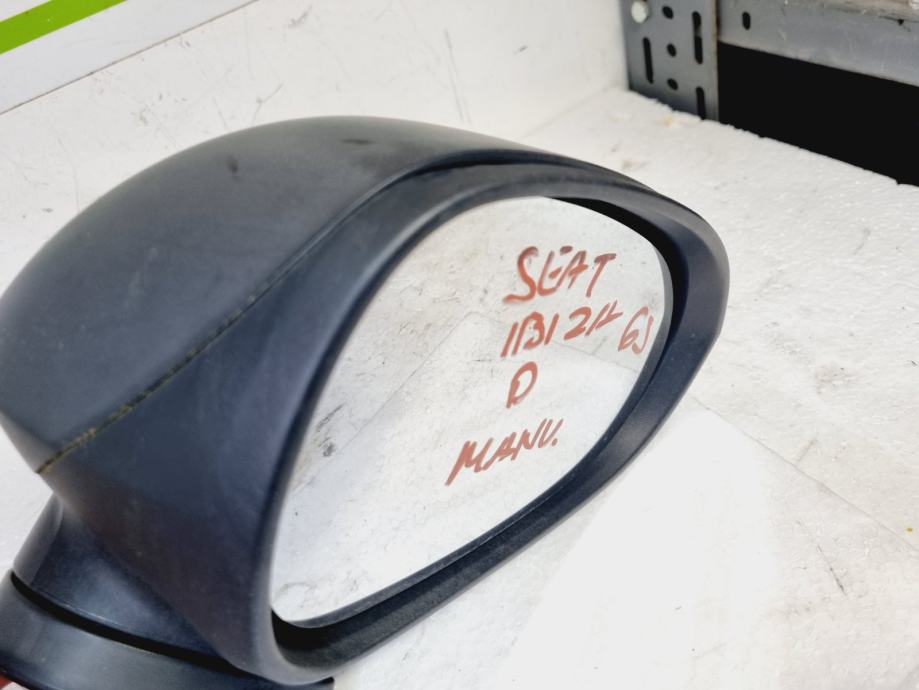 SEAT
IBIZA 6J
D
MANU.